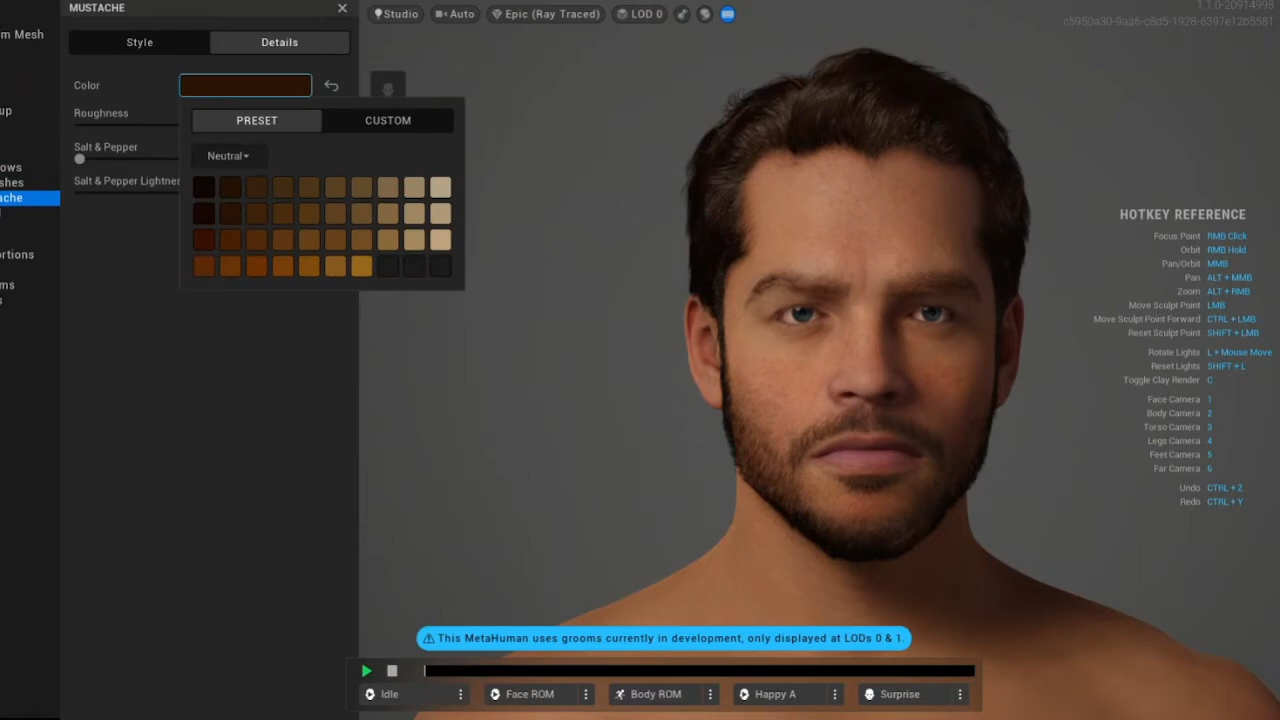 MUSTACHE
Studio
Auto
Epic (Ray Traced)
LOD 0
1.1.0-20914998
c5950a30-9aa6-c8d5-1928-6397e12b5581
m Mesh
Style
Details
Color
up
Roughness
PRESET
CUSTOM
Salt & Pepper
Neutral
ows
shes
Salt & Pepper Lightnes
ache
HOTKEY REFERENCE
Focus Point RMB Click
Orbit RMB Hold
Pan/Orbit MMB
ortions
Pan ALT + MMB
ms
Zoom ALT + RMB
s
Move Sculpt Point LMB
Move Sculpt Point Forward CTRL + LMB
Reset Sculpt Point SHIFT + LMB
Rotate Lights L + Mouse Move
Reset Lights SHIFT + L
Toggle Clay Render C
Face Camera 1
Body Camera 2
Torso Camera 3
Legs Camera 4
Feet Camera 5
Far Camera 6
Undo CTRL + Z
Redo CTRL + Y
This MetaHuman uses grooms currently in development, only displayed at LODs 0 & 1.
Idle
Face ROM
Body ROM
Happy A
Surprise